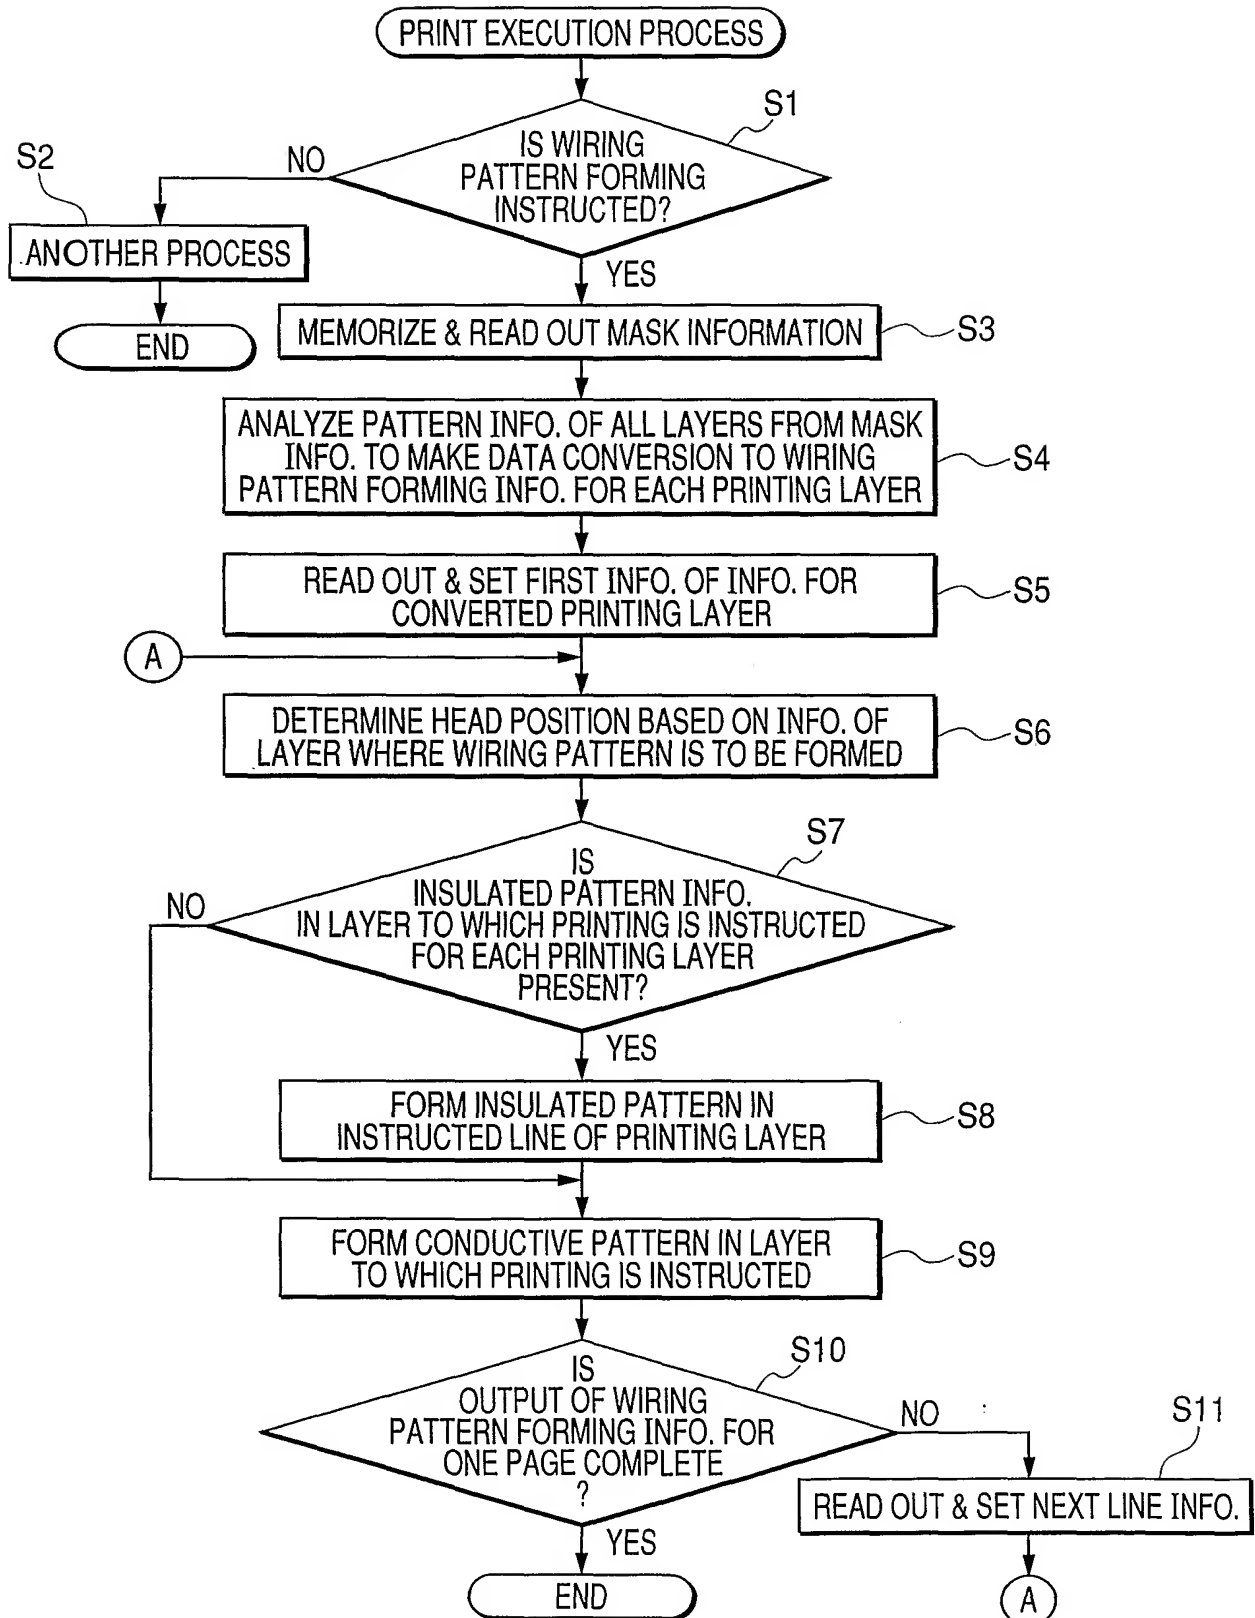 PRINT EXECUTION PROCESS
S1
IS WIRING
PATTERN FORMING
INSTRUCTED?
NO
S2
ANOTHER PROCESS
END
YES
MEMORIZE & READ OUT MASK INFORMATION
S3
ANALYZE PATTERN INFO. OF ALL LAYERS FROM MASK
INFO. TO MAKE DATA CONVERSION TO WIRING
PATTERN FORMING INFO. FOR EACH PRINTING LAYER
S4
READ OUT & SET FIRST INFO. OF INFO. FOR
CONVERTED PRINTING LAYER
S5
A
DETERMINE HEAD POSITION BASED ON INFO. OF
LAYER WHERE WIRING PATTERN IS TO BE FORMED
S6
S7
IS
INSULATED PATTERN INFO.
IN LAYER TO WHICH PRINTING IS INSTRUCTED
FOR EACH PRINTING LAYER
PRESENT?
NO
YES
FORM INSULATED PATTERN IN
INSTRUCTED LINE OF PRINTING LAYER
S8
FORM CONDUCTIVE PATTERN IN LAYER
TO WHICH PRINTING IS INSTRUCTED
S9
S10
IS
OUTPUT OF WIRING
PATTERN FORMING INFO. FOR
ONE PAGE COMPLETE
?
NO
S11
READ OUT & SET NEXT LINE INFO.
A
YES
END